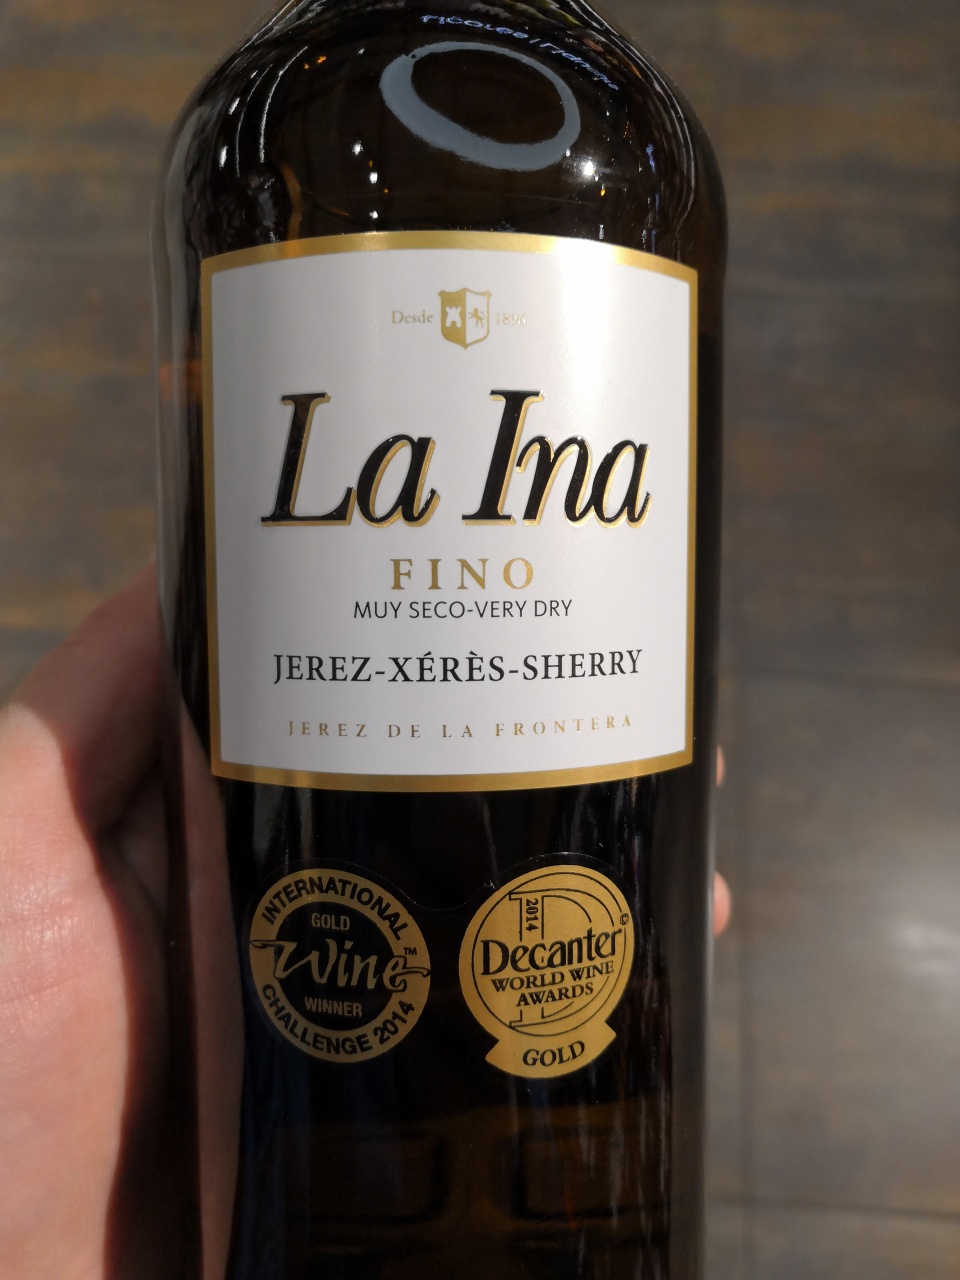 Desde 1896
La Ina
FINO
MUY SECO-VERY DRY
JEREZ-XÉRÈS-SHERRY
JEREZ DE LA FRONTERA
INTERNATIONAL
GOLD
Wine™
WINNER
CHALLENGE 2014
2014
Decanter©
WORLD WINE
AWARDS
GOLD